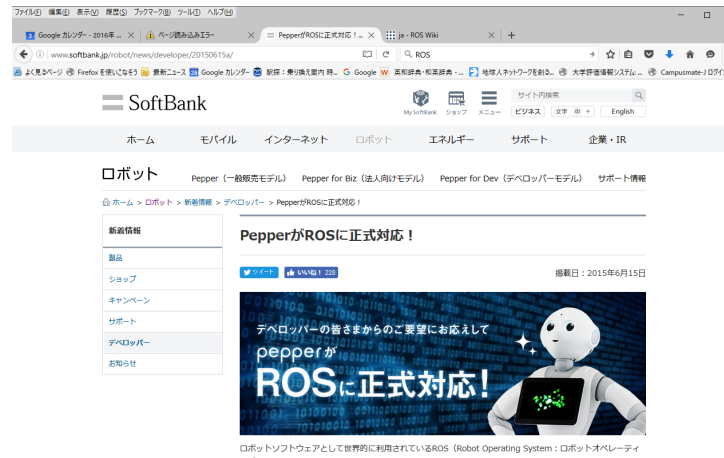 ファイル(F) 編集(E) 表示(V) 履歴(S) ブックマーク(B) ツール(T) ヘルプ(H)
Google カレンダー - 2016年 ... ページ読み込みエラー PepperがROSに正式対応！... ja - ROS Wiki
www.softbank.jp/robot/news/developer/20150615a/ ROS
よく見るページ Firefox を使いこなそう 最新ニュース Google カレンダー 駅探：乗り換え案内 時... Google 英和辞典・和英辞典 - ... 地球人ネットワークを創る... 大学評価情報システム: ... Campusmate-J ログイ
SoftBank
My SoftBank ショップ メニュー
サイト内検索
ビジネス 文字 中 + English
ホーム モバイル インターネット ロボット エネルギー サポート 企業・IR
ロボット Pepper（一般販売モデル） Pepper for Biz（法人向けモデル） Pepper for Dev（デベロッパーモデル） サポート情報
ホーム > ロボット > 新着情報 > デベロッパー > PepperがROSに正式対応！
新着情報
製品
ショップ
キャンペーン
サポート
デベロッパー
お知らせ
PepperがROSに正式対応！
ツイート いいね！ 228
掲載日：2015年6月15日
デベロッパーの皆さまからのご要望にお応えして
pepperが
ROSに正式対応！
ロボットソフトウェアとして世界的に利用されているROS（Robot Operating System：ロボットオペレーティ